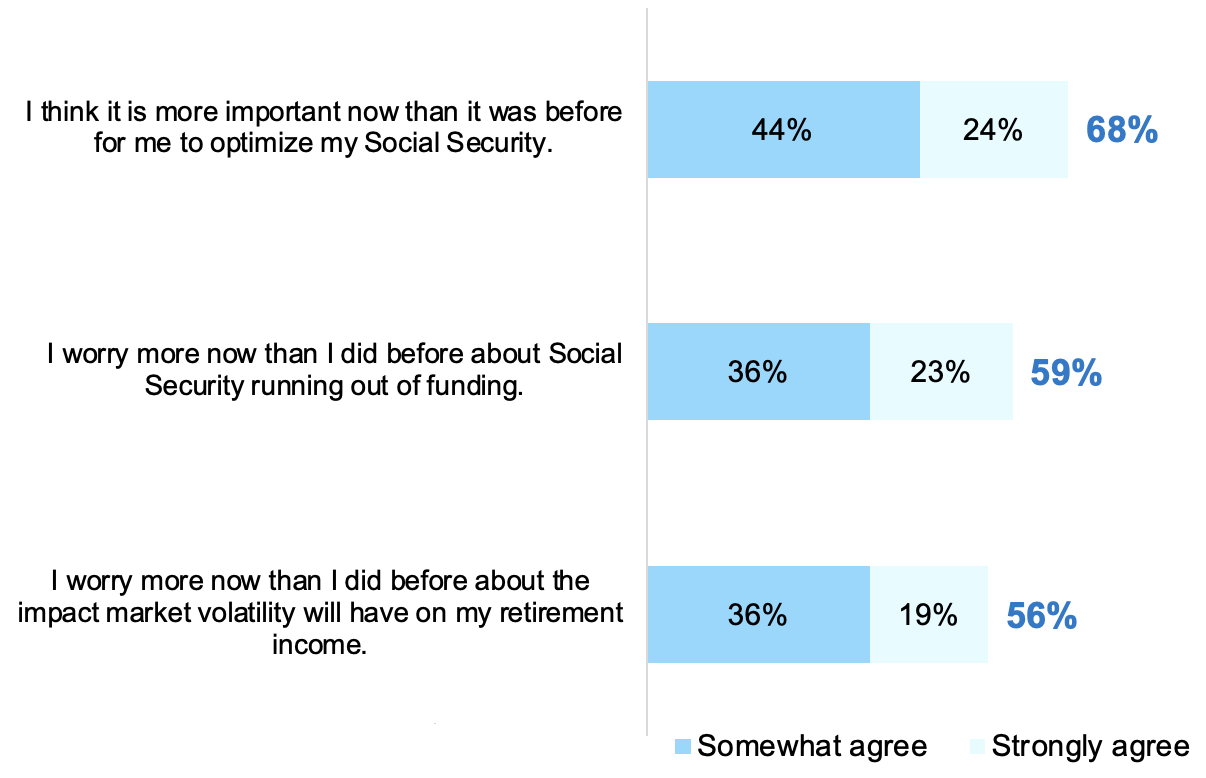 I think it is more important now than it was before
for me to optimize my Social Security.
44%
24%
68%
I worry more now than I did before about Social
Security running out of funding.
36%
23%
59%
I worry more now than I did before about the
impact market volatility will have on my retirement
income.
36%
19%
56%
Somewhat agree
Strongly agree